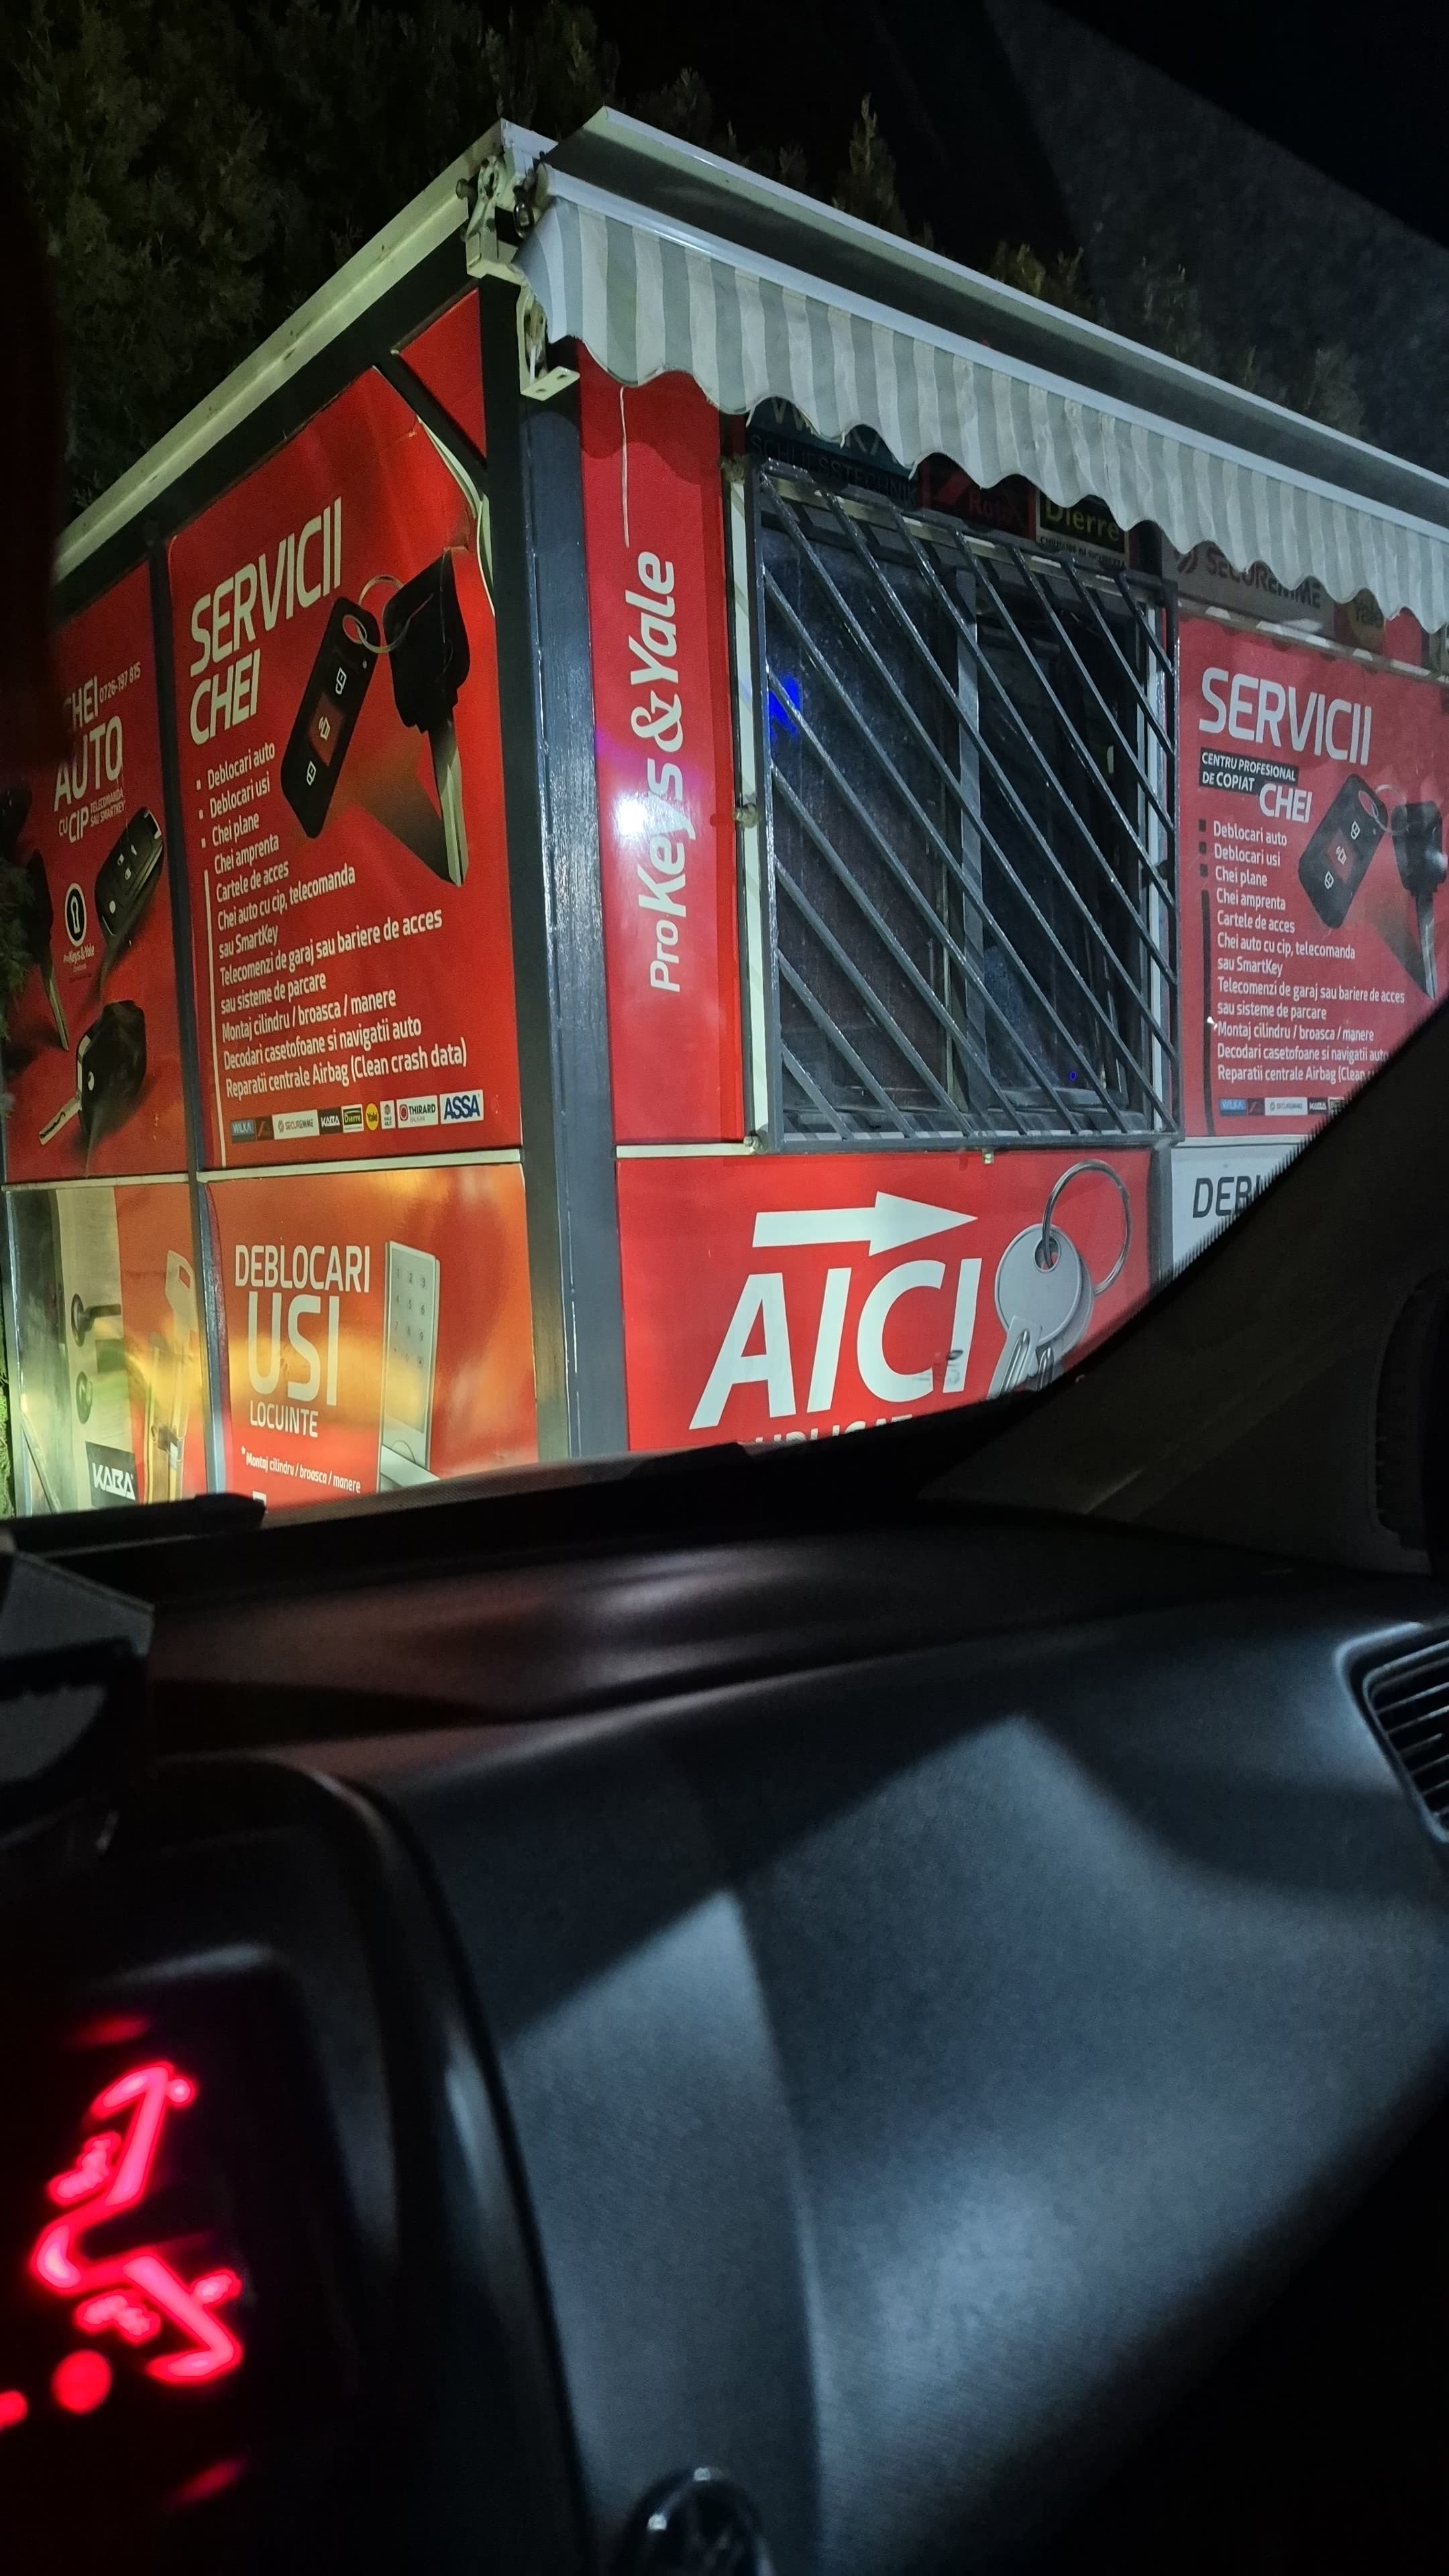 CHEI 0726-197 815
AUTO
CU CIP TELECOMANDA
SAU SMARTKEY
ProKeys&Yale
KABA
SERVICII
CHEI
Deblocari auto
Deblocari usi
Chei plane
Chei amprenta
Cartele de acces
Chei auto cu cip, telecomanda
sau SmartKey
Telecomenzi de garaj sau bariere de acces
sau sisteme de parcare
Montaj cilindru / broasca / manere
Decodari casetofoane si navigatii auto
Reparatii centrale Airbag (Clean crash data)
WILKA SECUREMME KABA Dierre Yale THIRARD ASSA
DEBLOCARI
USI
LOCUINTE
*Montaj cilindru / broasca / manere
ProKeys&Yale
SCHLIESSTECHNIK
Dierre
SECUREMME
Yale
AICI
SERVICII
CENTRU PROFESIONAL
DE COPIAT
CHEI
Deblocari auto
Deblocari usi
Chei plane
Chei amprenta
Cartele de acces
Chei auto cu cip, telecomanda
sau SmartKey
Telecomenzi de garaj sau bariere de acces
sau sisteme de parcare
Montaj cilindru / broasca / manere
Decodari casetofoane si navigatii auto
Reparatii centrale Airbag (Clean
WILKA SECUREMME KABA